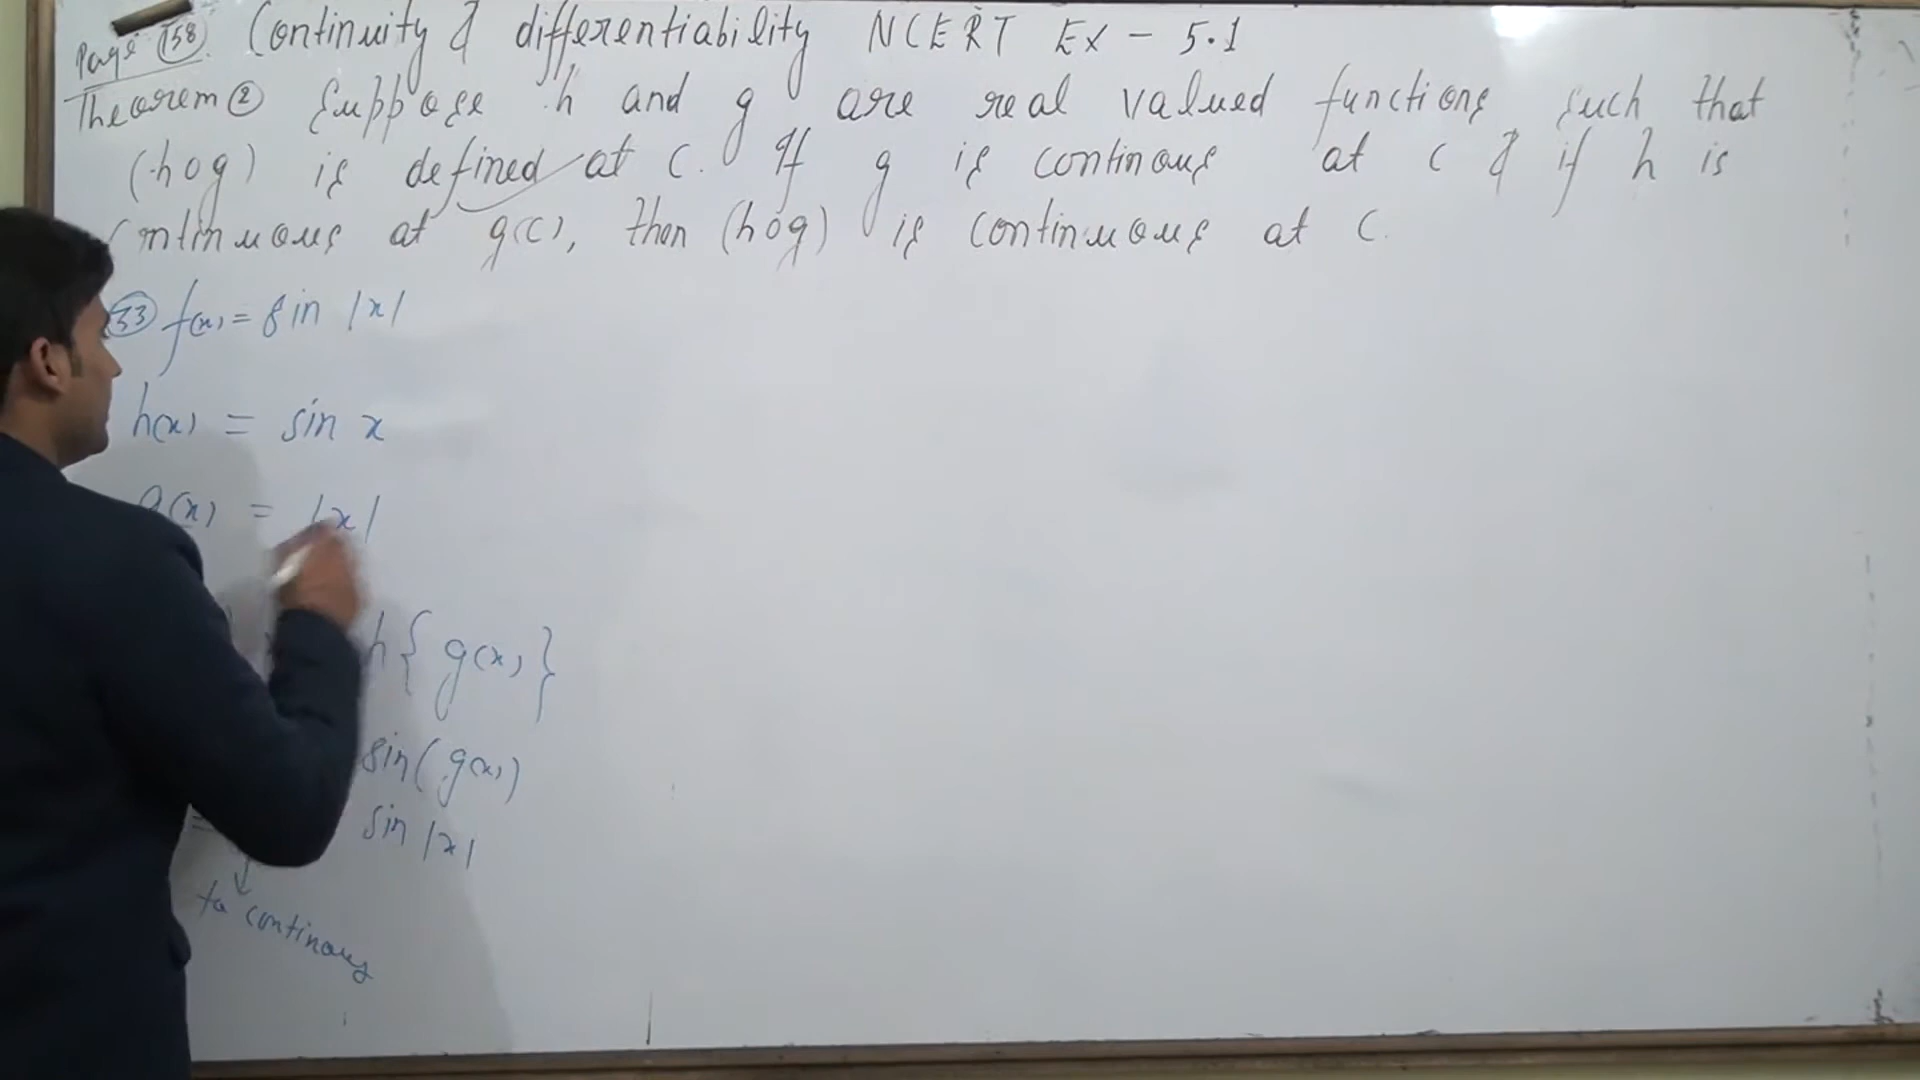 Page 158. Continuity & differentiability NCERT Ex - 5.1
Theorem ② Suppose h and g are real valued functions such that
(hog) is defined at c. If g is continous at c & if h is
continuous at g(c), then (hog) is continuous at c.
33 f(x) = sin |x|
h(x) = sin x
g(x) = |x|
h{g(x)}
sin(g(x))
sin |x|
to continous